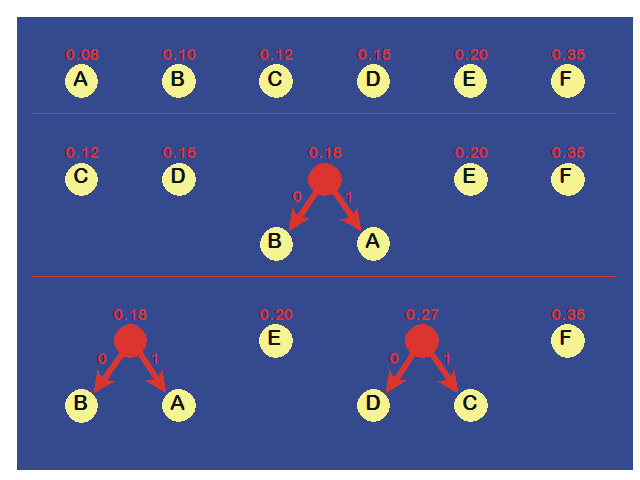 0.08 0.10 0.12 0.15 0.20 0.35
A B C D E F
0.12 0.15 0.18 0.20 0.35
C D E F
0 1
B A
0.18 0.20 0.27 0.35
E F
0 1 0 1
B A D C